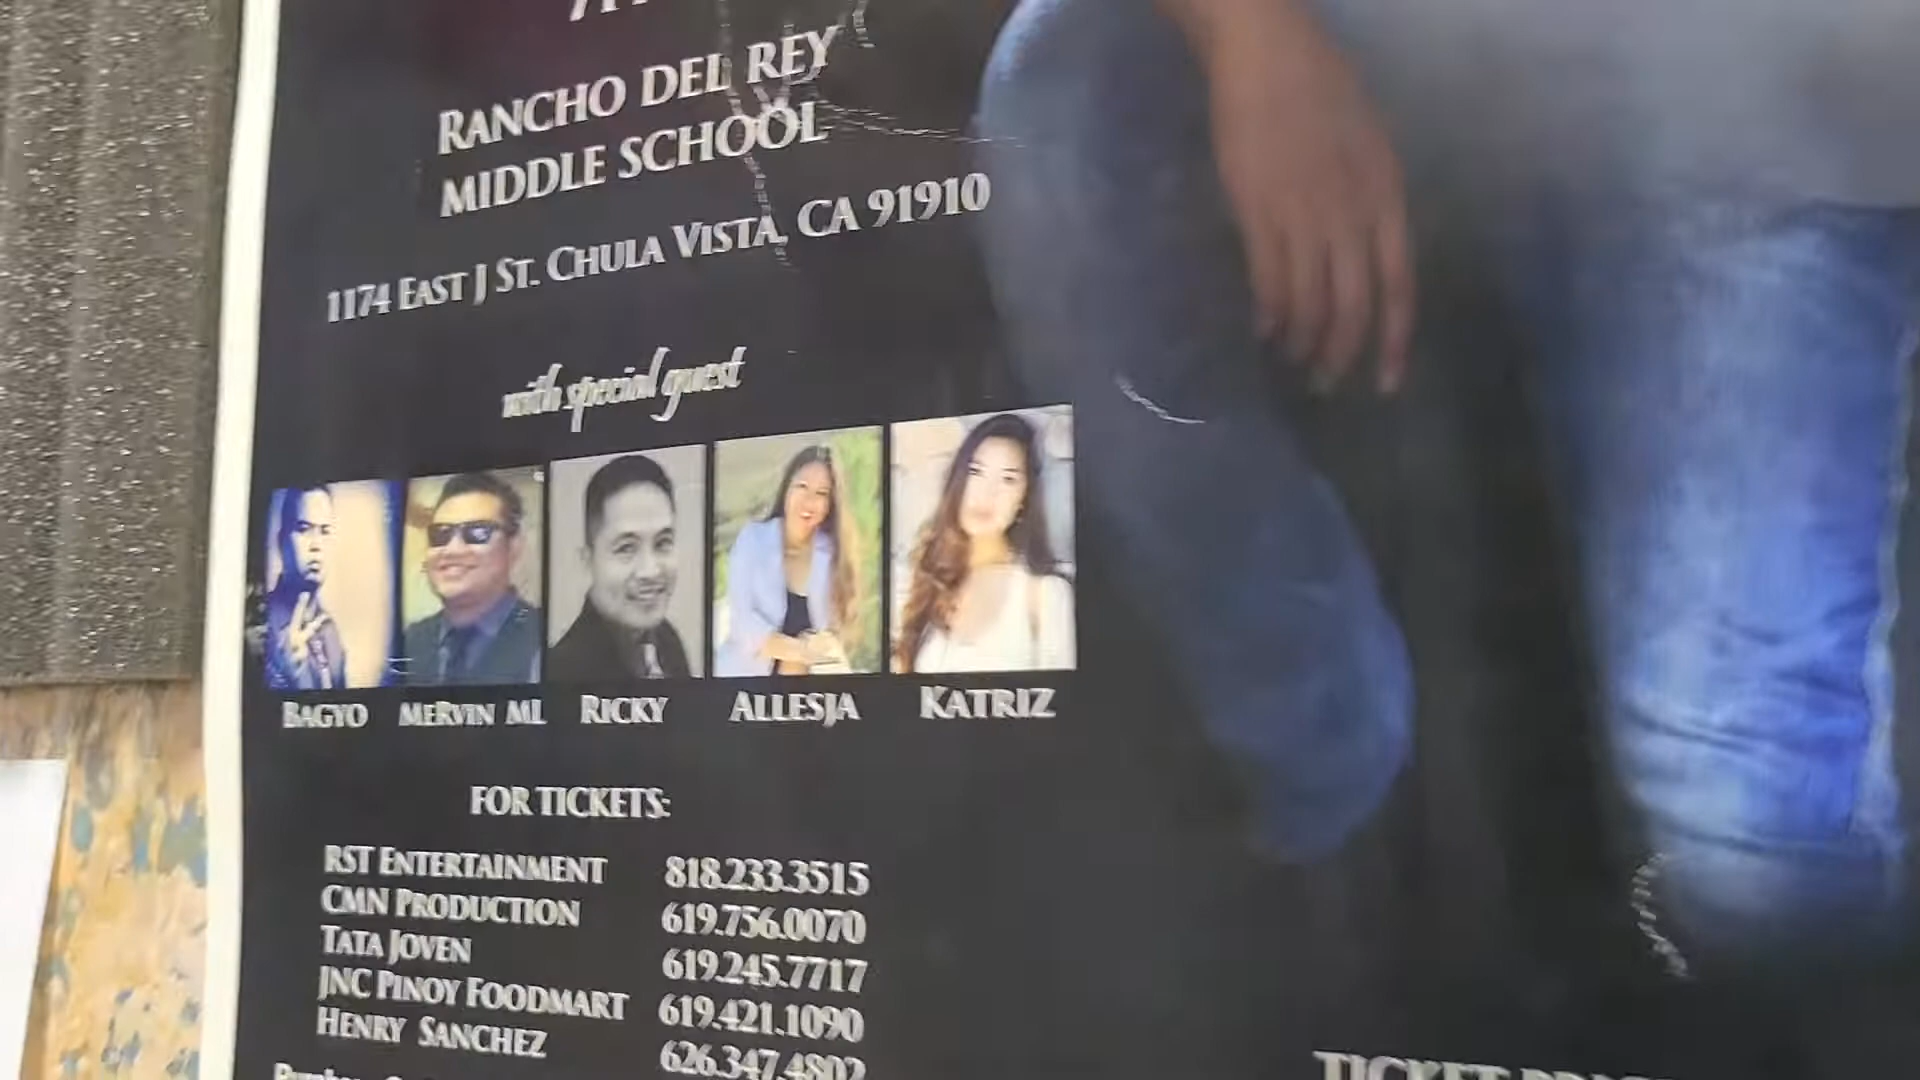 RANCHO DEL REY
MIDDLE SCHOOL
1174 EAST J ST. CHULA VISTA, CA 91910
with special guest
BAGYO MERVIN ML RICKY ALLESJA KATRIZ
FOR TICKETS:
RST ENTERTAINMENT 818.233.3515
CMN PRODUCTION 619.756.0070
TATA JOVEN 619.245.7717
JNC PINOY FOODMART 619.421.1090
HENRY SANCHEZ 626.347.4802
TICKET